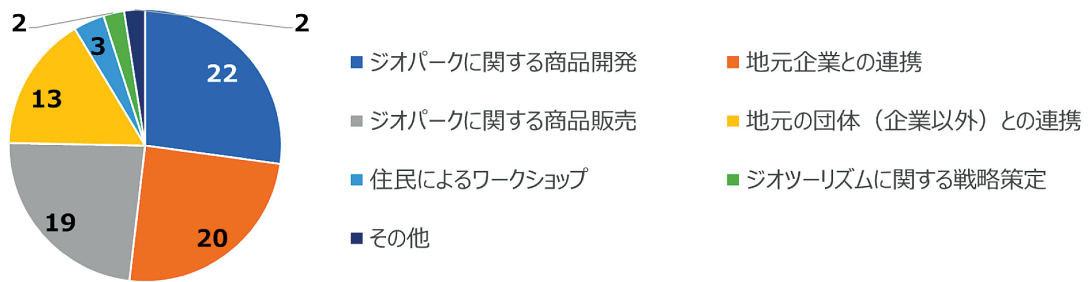 2
2
3
22
13
19
20
ジオパークに関する商品開発
地元企業との連携
ジオパークに関する商品販売
地元の団体（企業以外）との連携
住民によるワークショップ
ジオツーリズムに関する戦略策定
その他